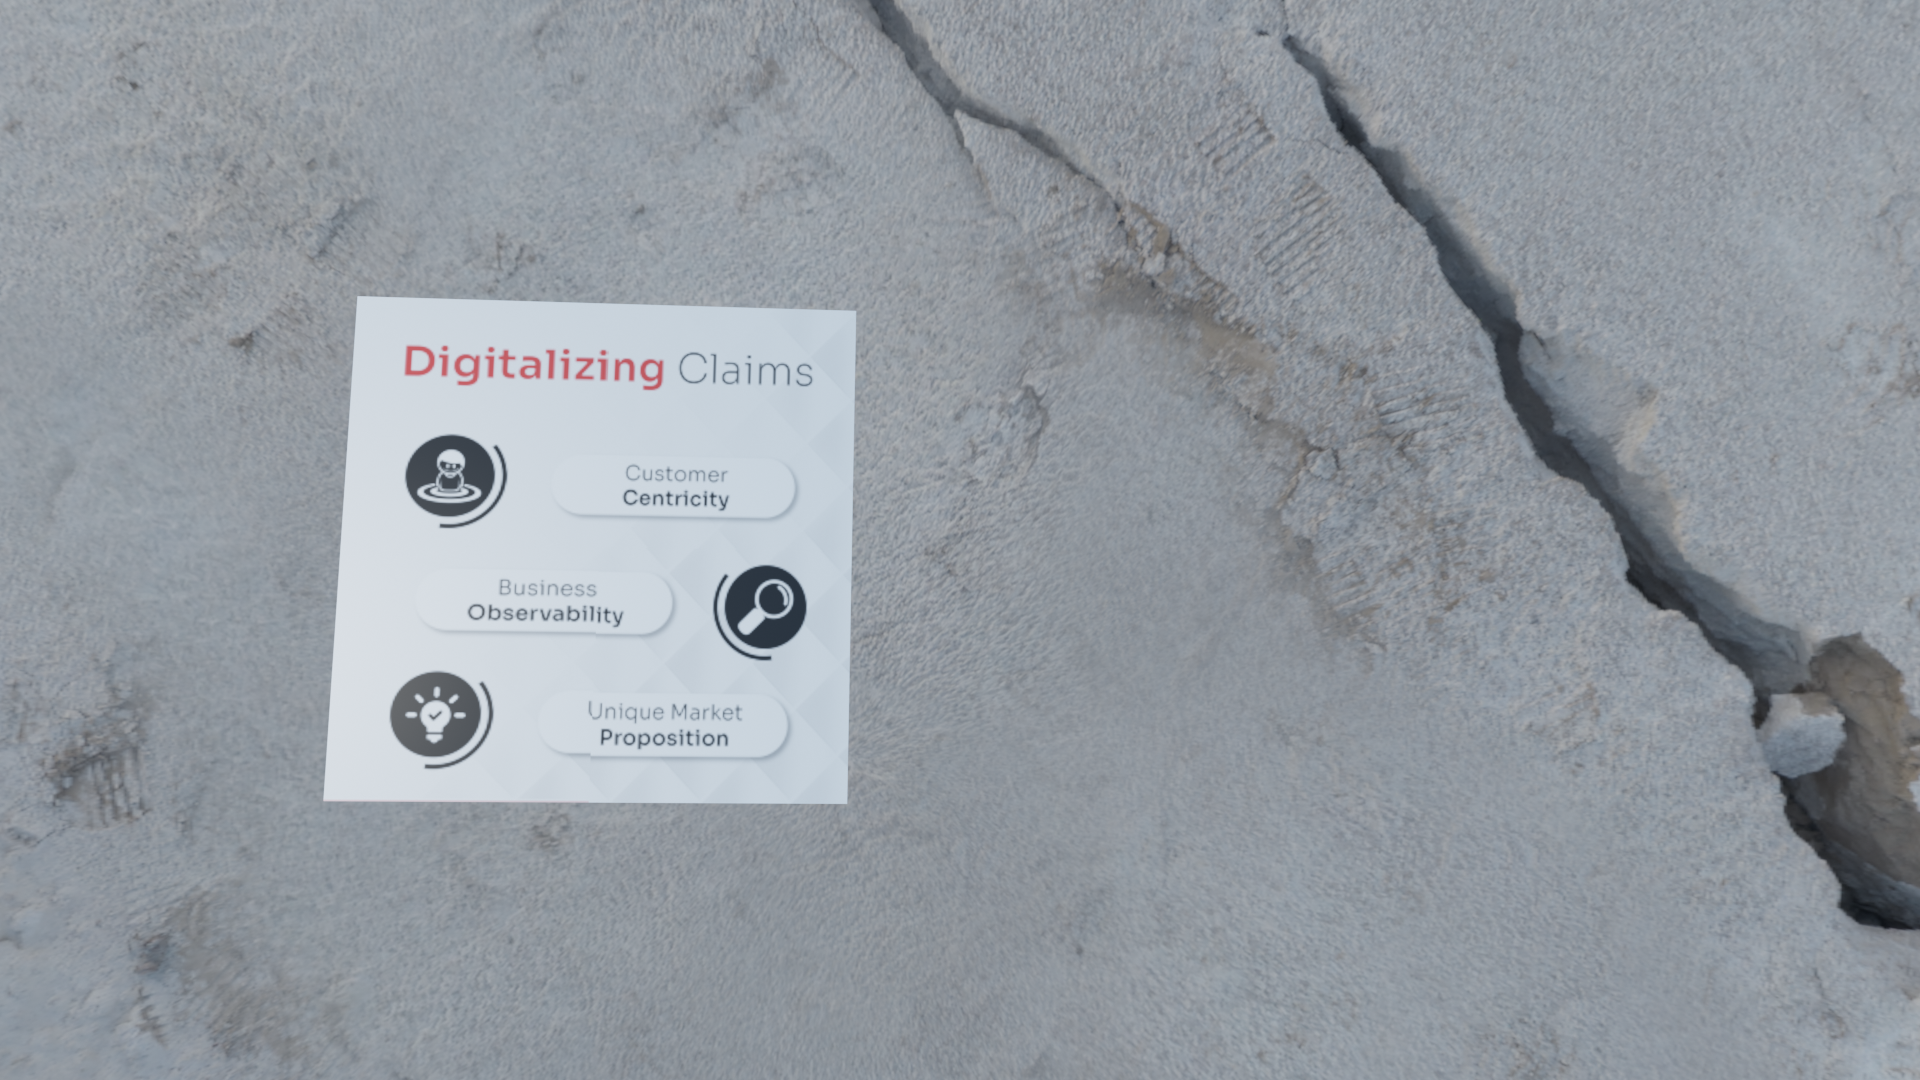 Digitalizing Claims
Customer
Centricity
Business
Observability
Unique Market
Proposition